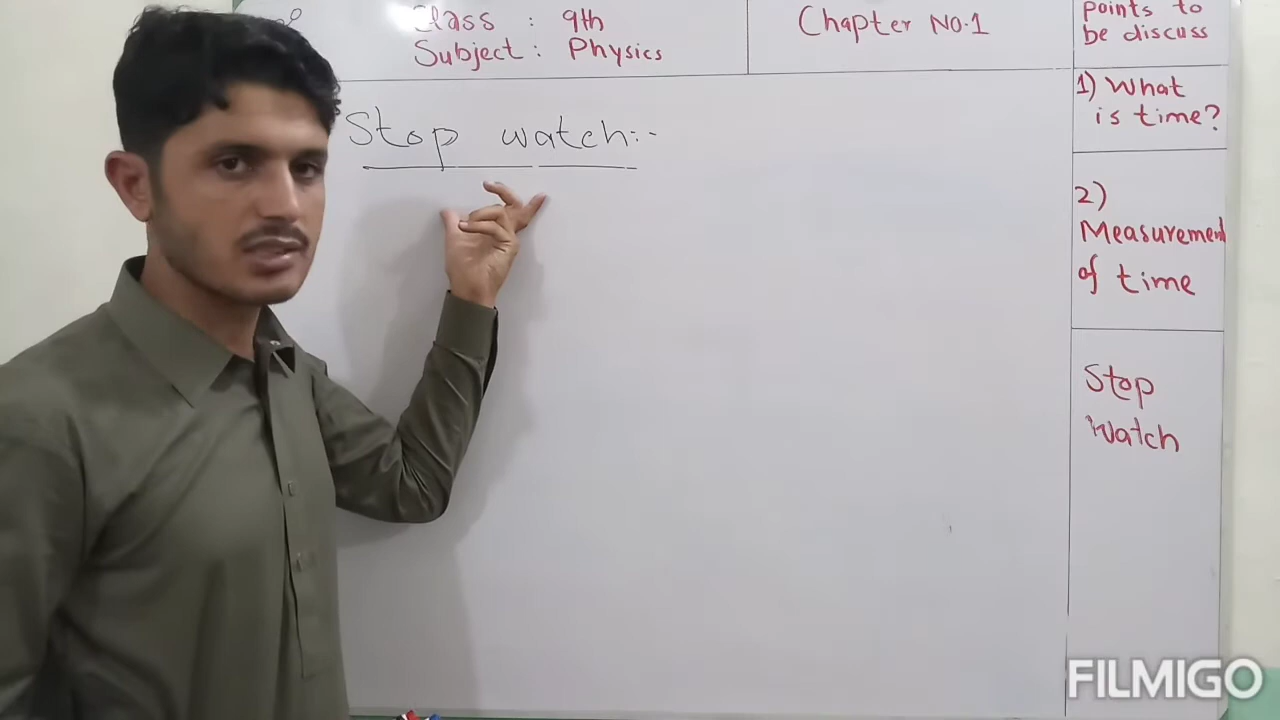 Class : 9th
Subject : Physics
Chapter No.1
points to
be discuss
Stop watch:-
1) What
is time?
2)
Measurement
of time
Stop
Watch
FILMIGO